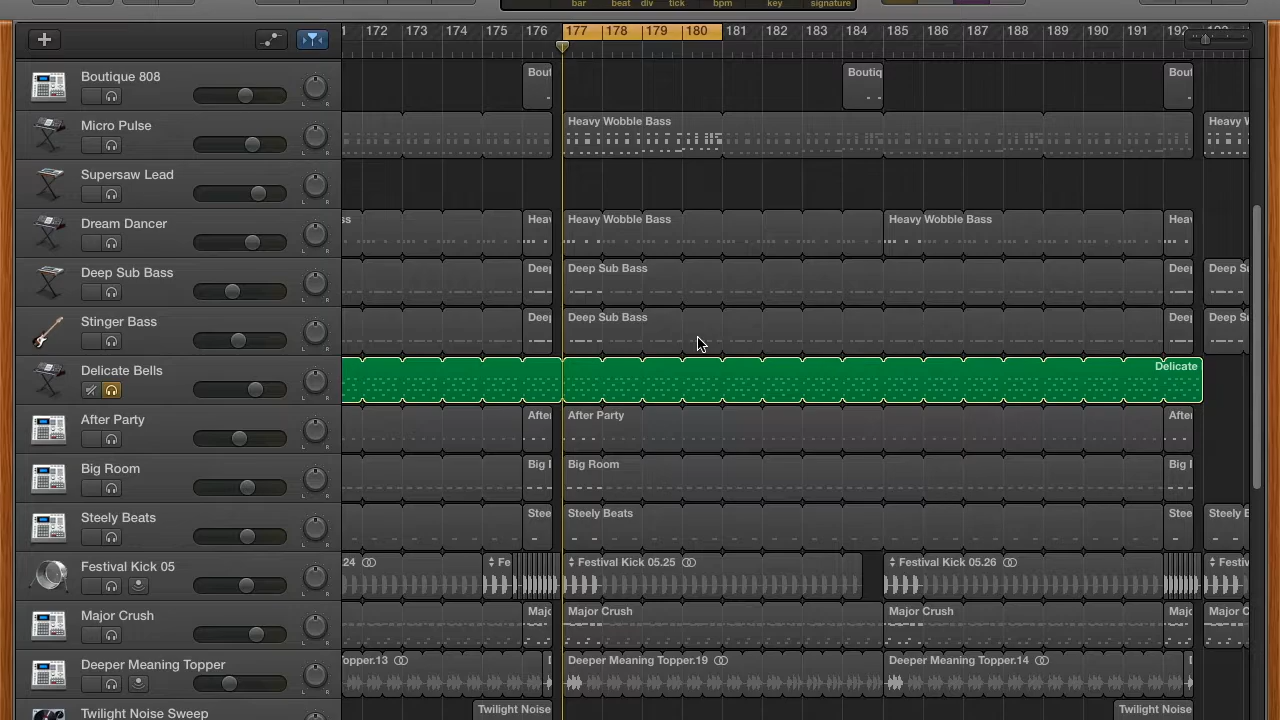 bar beat div tick bpm key signature
172 173 174 175 176 177 178 179 180 181 182 183 184 185 186 187 188 189 190 191 192
Boutique 808
Bout
Boutiq
Bout
Micro Pulse
Heavy Wobble Bass
Heavy W
Supersaw Lead
Dream Dancer
ss
Heav
Heavy Wobble Bass
Heavy Wobble Bass
Heav
Deep Sub Bass
Deep
Deep Sub Bass
Deep
Deep Su
Stinger Bass
Deep
Deep Sub Bass
Deep
Deep Su
Delicate Bells
Delicate
After Party
After
After Party
After
Big Room
Big
Big Room
Big
Steely Beats
Stee
Steely Beats
Stee
Steely B
Festival Kick 05
24
Fe
Festival Kick 05.25
Festival Kick 05.26
Festiv
Major Crush
Majo
Major Crush
Major Crush
Majo
Major C
Deeper Meaning Topper
opper.13
Deeper Meaning Topper.19
Deeper Meaning Topper.14
Twilight Noise Sweep
Twilight Noise
Twilight Noise
L R